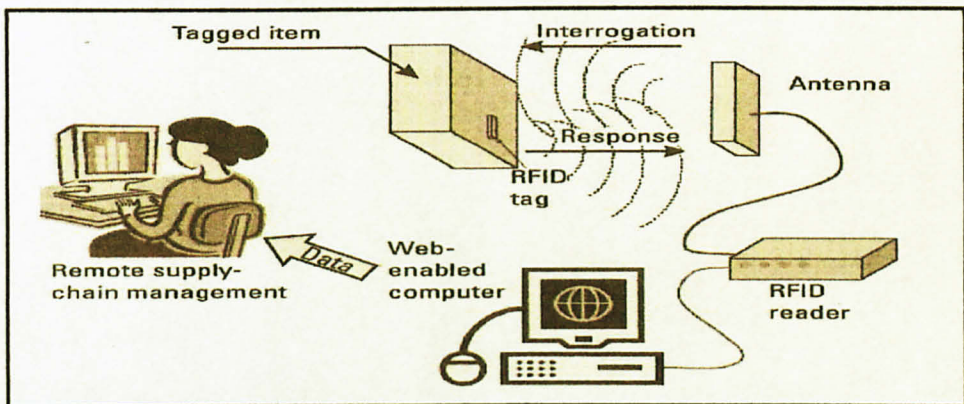 Tagged item
Interrogation
Antenna
Response
RFID
tag
Data
Web-
enabled
computer
Remote supply-
chain management
RFID
reader